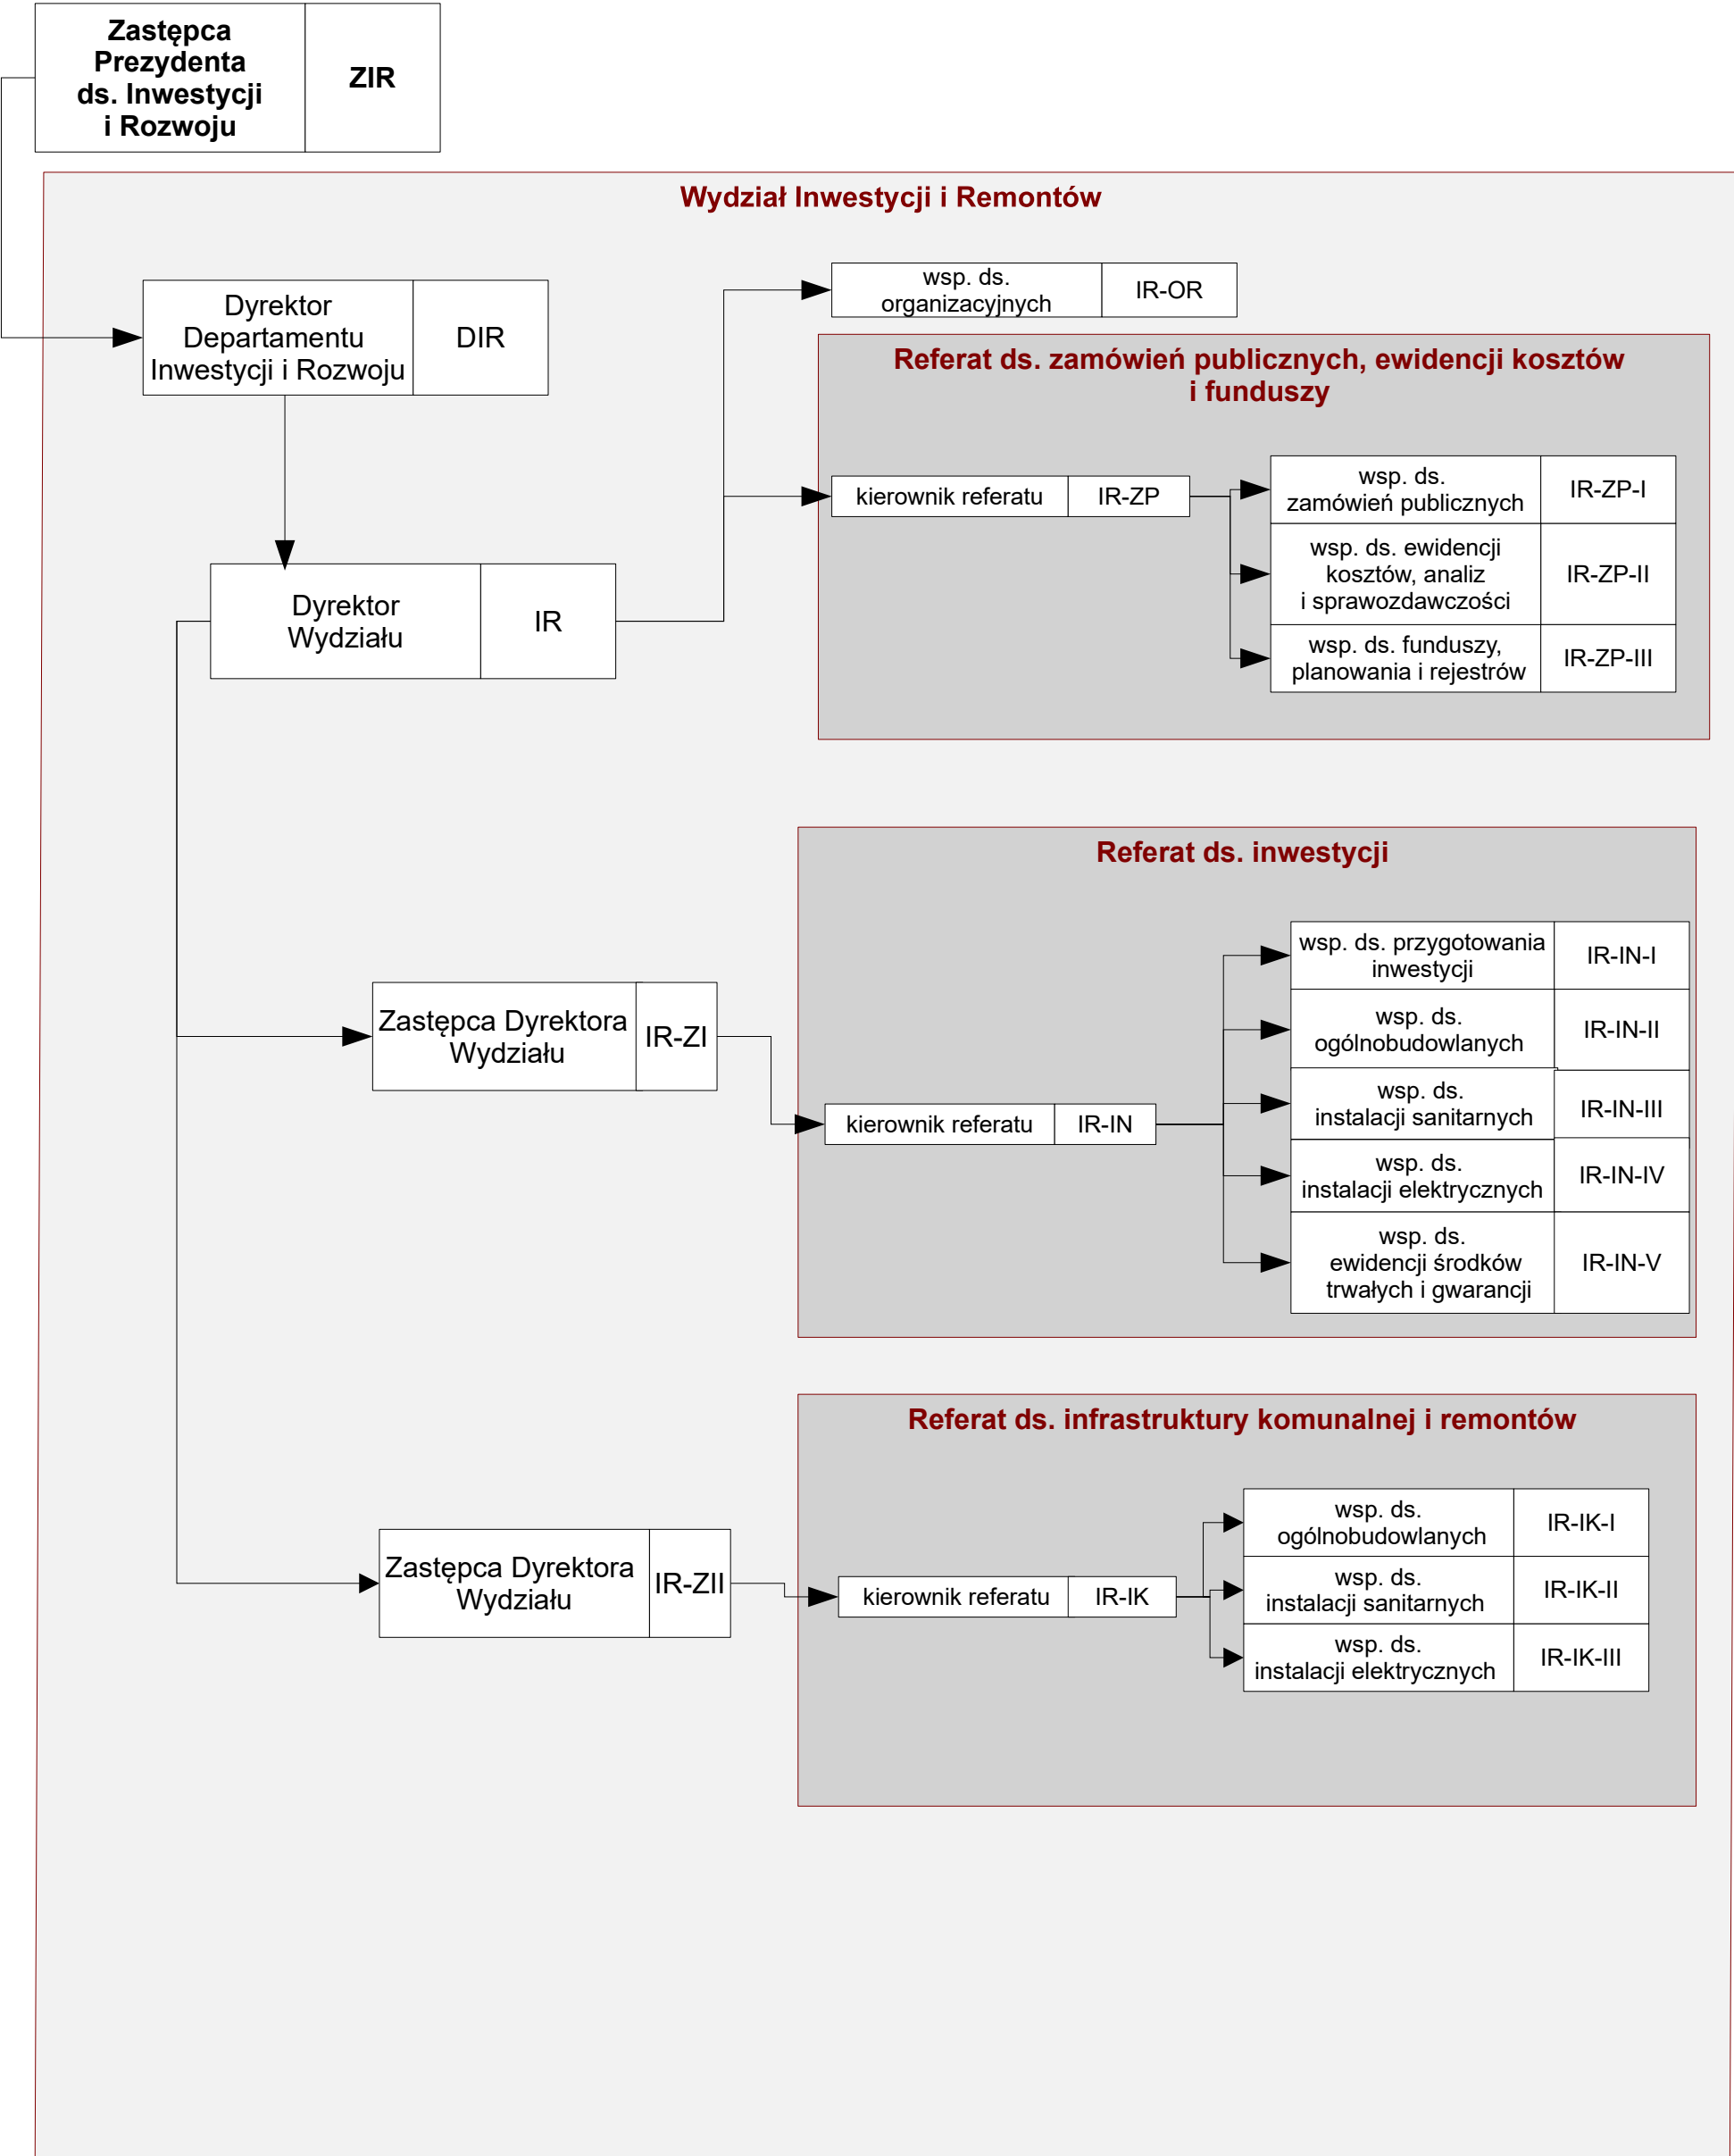 Zastępca
Prezydenta
ds. Inwestycji
i Rozwoju
ZIR
Wydział Inwestycji i Remontów
Dyrektor
Departamentu
Inwestycji i Rozwoju
DIR
wsp. ds.
organizacyjnych
IR-OR
Referat ds. zamówień publicznych, ewidencji kosztów
i funduszy
kierownik referatu
IR-ZP
wsp. ds.
zamówień publicznych
IR-ZP-I
wsp. ds. ewidencji
kosztów, analiz
i sprawozdawczości
IR-ZP-II
wsp. ds. funduszy,
planowania i rejestrów
IR-ZP-III
Dyrektor
Wydziału
IR
Referat ds. inwestycji
Zastępca Dyrektora
Wydziału
IR-ZI
kierownik referatu
IR-IN
wsp. ds. przygotowania
inwestycji
IR-IN-I
wsp. ds.
ogólnobudowlanych
IR-IN-II
wsp. ds.
instalacji sanitarnych
IR-IN-III
wsp. ds.
instalacji elektrycznych
IR-IN-IV
wsp. ds.
ewidencji środków
trwałych i gwarancji
IR-IN-V
Referat ds. infrastruktury komunalnej i remontów
Zastępca Dyrektora
Wydziału
IR-ZII
kierownik referatu
IR-IK
wsp. ds.
ogólnobudowlanych
IR-IK-I
wsp. ds.
instalacji sanitarnych
IR-IK-II
wsp. ds.
instalacji elektrycznych
IR-IK-III